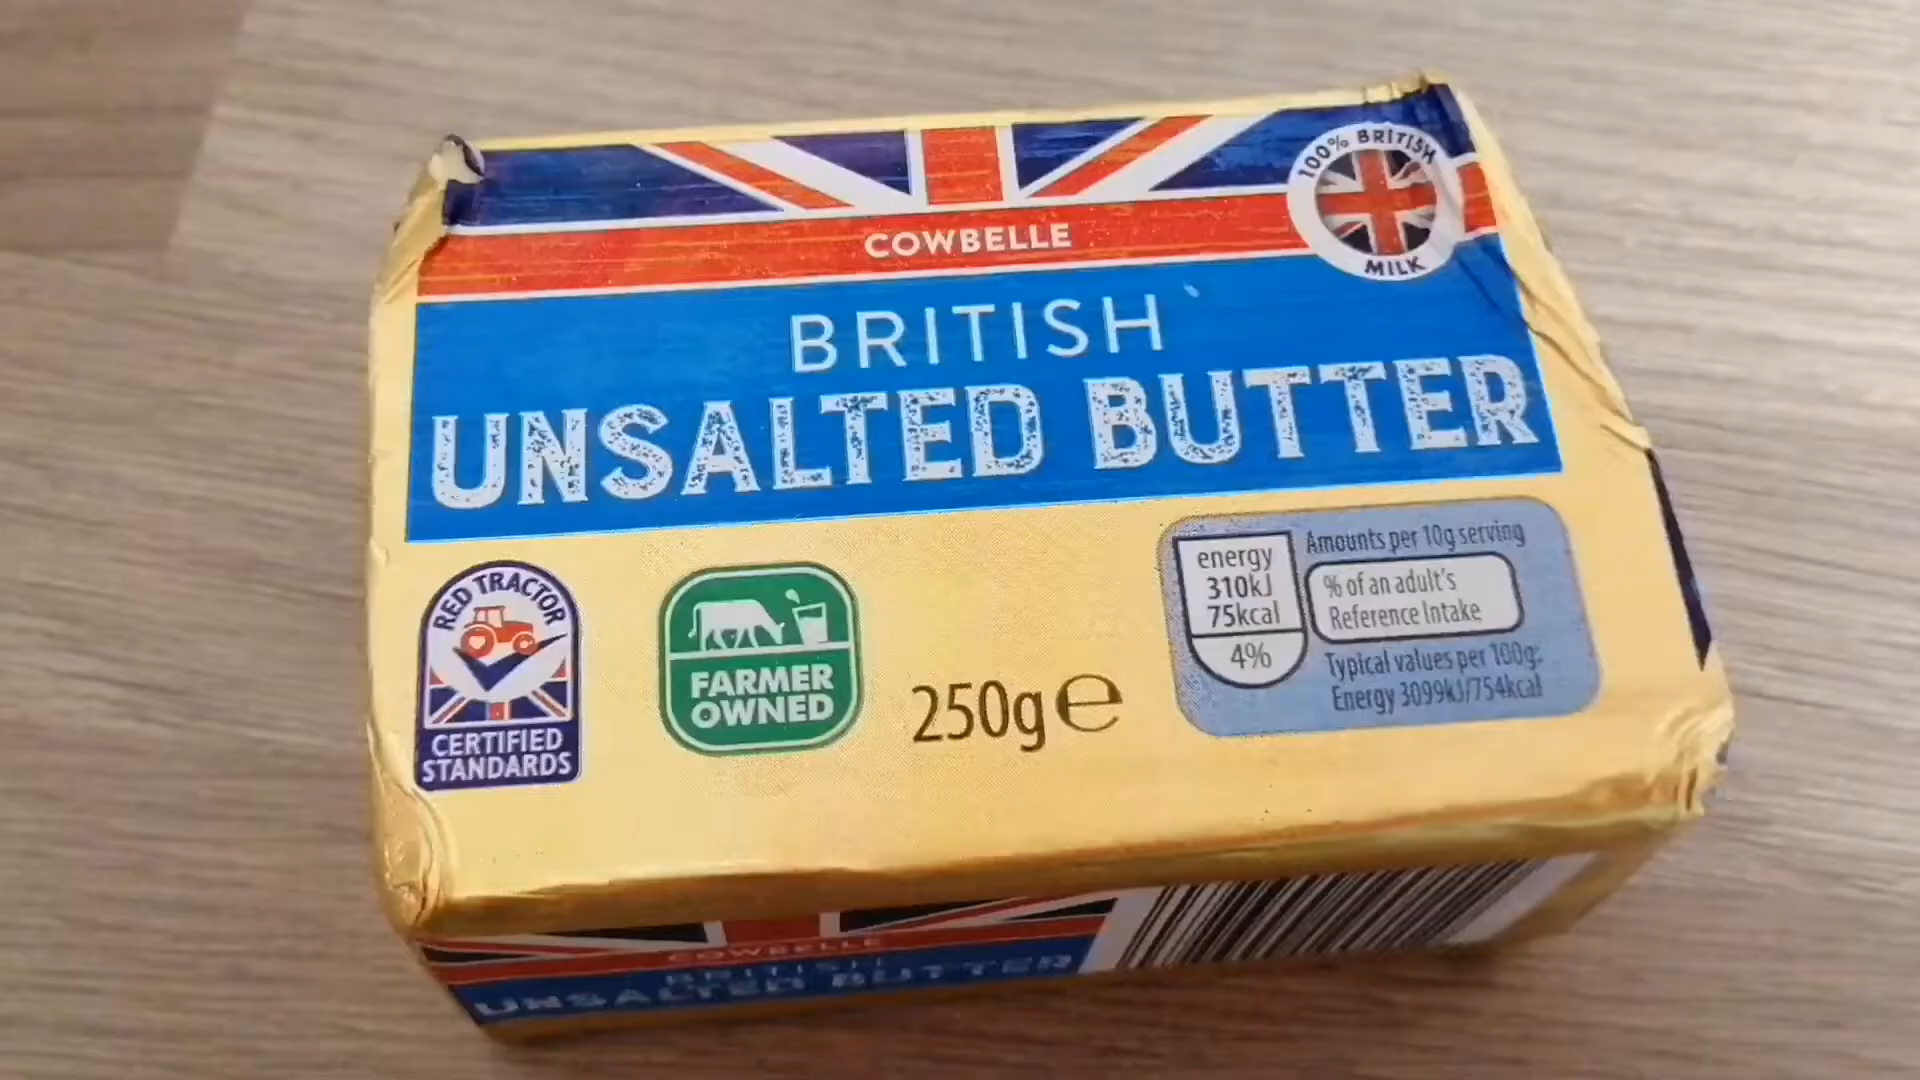 100% BRITISH
MILK
COWBELLE
BRITISH
UNSALTED BUTTER
RED TRACTOR
CERTIFIED
STANDARDS
FARMER
OWNED
250g ℮
energy
310kJ
75kcal
4%
Amounts per 10g serving
% of an adult's
Reference Intake
Typical values per 100g:
Energy 3099kJ/754kcal
COWBELLE
BRITISH
UNSALTED BUTTER